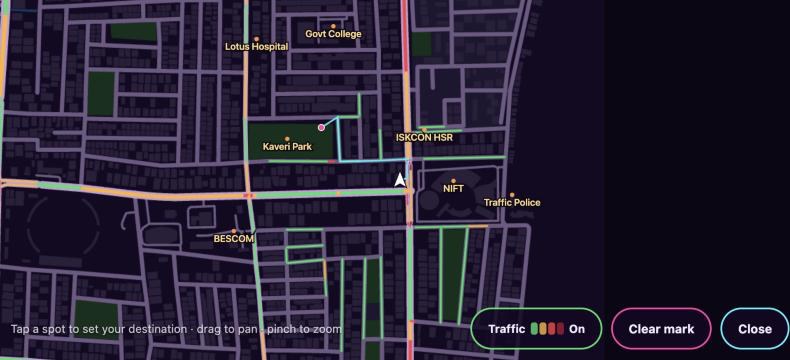 Govt College
Lotus Hospital
ISKCON HSR
Kaveri Park
NIFT
Traffic Police
BESCOM
Tap a spot to set your destination · drag to pan · pinch to zoom
Traffic On
Clear mark
Close